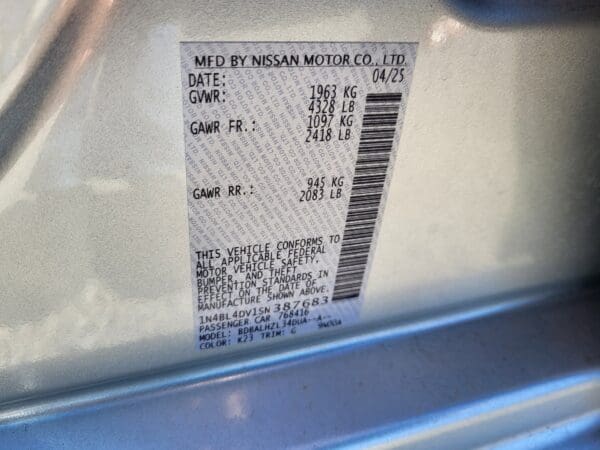 MFD BY NISSAN MOTOR CO., LTD.
DATE: 04/25
GVWR: 1963 KG
4328 LB
GAWR FR.: 1097 KG
2418 LB
GAWR RR.: 945 KG
2083 LB
THIS VEHICLE CONFORMS TO
ALL APPLICABLE FEDERAL
MOTOR VEHICLE SAFETY,
BUMPER, AND THEFT
PREVENTION STANDARDS IN
EFFECT ON THE DATE OF
MANUFACTURE SHOWN ABOVE.
1N4BL4DV1SN387683
PASSENGER CAR 768416
MODEL: BDBALHZL34DUA--A--
COLOR: K23 TRIM: G